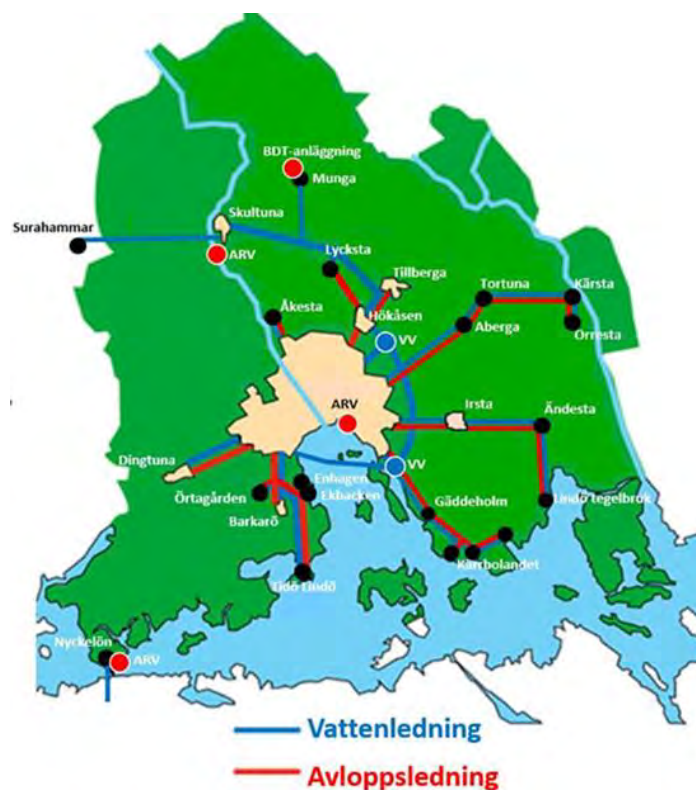 BDT-anläggning
Munga
Skultuna
Surahammar
ARV
Lycksta
Tillberga
Tortuna
Kärsta
Åkesta
Hökåsen
Aberga
Orresta
VV
ARV
Irsta
Ändesta
Dingtuna
VV
Enhagen
Ekbacken
Örtagården
Gäddeholm
Lindö tegelbruk
Barkarö
Kärrbolandet
Tidö Lindö
Nyckelön
ARV
Vattenledning
Avloppsledning